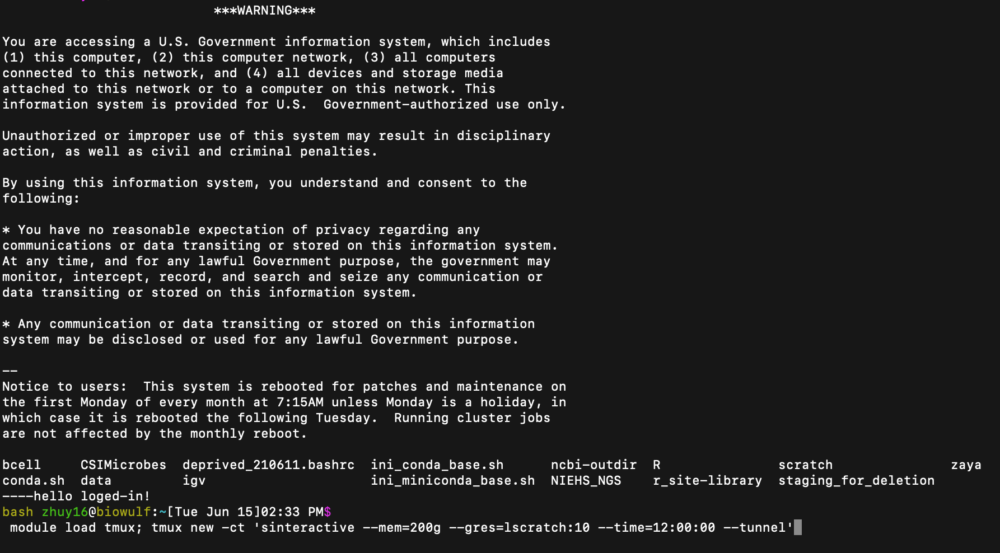 ***WARNING***
You are accessing a U.S. Government information system, which includes
(1) this computer, (2) this computer network, (3) all computers
connected to this network, and (4) all devices and storage media
attached to this network or to a computer on this network. This
information system is provided for U.S.  Government-authorized use only.
Unauthorized or improper use of this system may result in disciplinary
action, as well as civil and criminal penalties.
By using this information system, you understand and consent to the
following:
* You have no reasonable expectation of privacy regarding any
communications or data transiting or stored on this information system.
At any time, and for any lawful Government purpose, the government may
monitor, intercept, record, and search and seize any communication or
data transiting or stored on this information system.
* Any communication or data transiting or stored on this information
system may be disclosed or used for any lawful Government purpose.
--
Notice to users:  This system is rebooted for patches and maintenance on
the first Monday of every month at 7:15AM unless Monday is a holiday, in
which case it is rebooted the following Tuesday.  Running cluster jobs
are not affected by the monthly reboot.
bcell     CSIMicrobes  deprived_210611.bashrc  ini_conda_base.sh      ncbi-outdir  R               scratch               zaya
conda.sh  data         igv                     ini_miniconda_base.sh  NIEHS_NGS    r_site-library  staging_for_deletion
----hello loged-in!
bash zhuy16@biowulf:~[Tue Jun 15]02:33 PM$
module load tmux; tmux new -ct 'sinteractive --mem=200g --gres=lscratch:10 --time=12:00:00 --tunnel'